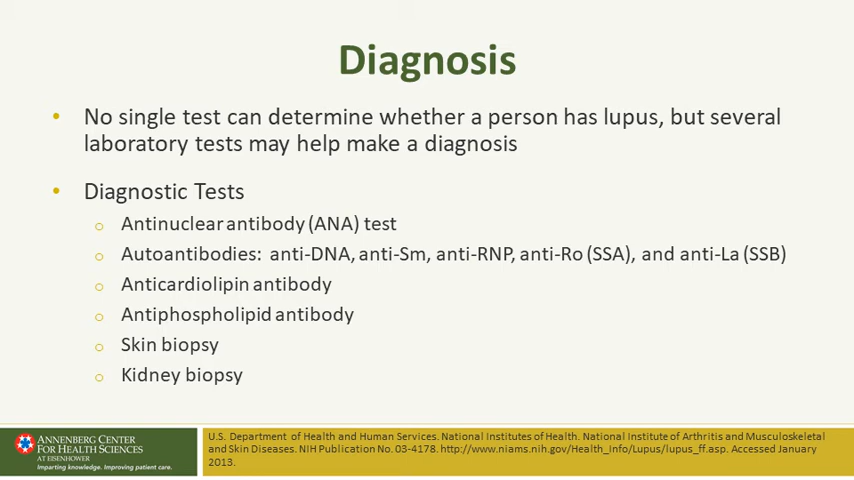 Diagnosis
• No single test can determine whether a person has lupus, but several
laboratory tests may help make a diagnosis
• Diagnostic Tests
o Antinuclear antibody (ANA) test
o Autoantibodies: anti-DNA, anti-Sm, anti-RNP, anti-Ro (SSA), and anti-La (SSB)
o Anticardiolipin antibody
o Antiphospholipid antibody
o Skin biopsy
o Kidney biopsy
ANNENBERG CENTER
FOR HEALTH SCIENCES
AT EISENHOWER
Imparting knowledge. Improving patient care.
U.S. Department of Health and Human Services. National Institutes of Health. National Institute of Arthritis and Musculoskeletal
and Skin Diseases. NIH Publication No. 03-4178. http://www.niams.nih.gov/Health_Info/Lupus/lupus_ff.asp. Accessed January
2013.